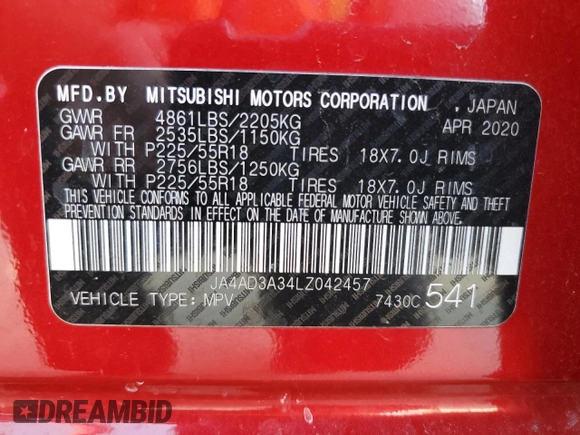 MFD.BY MITSUBISHI MOTORS CORPORATION , JAPAN
GVWR 4861LBS/2205KG APR 2020
GAWR FR 2535LBS/1150KG
WITH P225/55R18 TIRES 18X7.0J RIMS
GAWR RR 2756LBS/1250KG
WITH P225/55R18 TIRES 18X7.0J RIMS
THIS VEHICLE CONFORMS TO ALL APPLICABLE FEDERAL MOTOR VEHICLE SAFETY AND THEFT
PREVENTION STANDARDS IN EFFECT ON THE DATE OF MANUFACTURE SHOWN ABOVE.
JA4AD3A34LZ042457
VEHICLE TYPE: MPV 7430C 541
DREAMBID